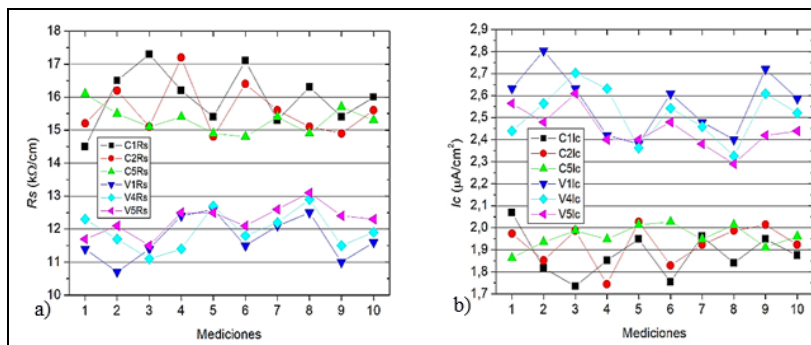 18
17
16
15
14
13
12
11
10
Rs (kΩ/cm)
C1Rs
C2Rs
C5Rs
V1Rs
V4Rs
V5Rs
1 2 3 4 5 6 7 8 9 10
Mediciones
a)
2,9
2,8
2,7
2,6
2,5
2,4
2,3
2,2
2,1
2,0
1,9
1,8
1,7
Ic (µA/cm²)
C1Ic
C2Ic
C5Ic
V1Ic
V4Ic
V5Ic
1 2 3 4 5 6 7 8 9 10
Mediciones
b)